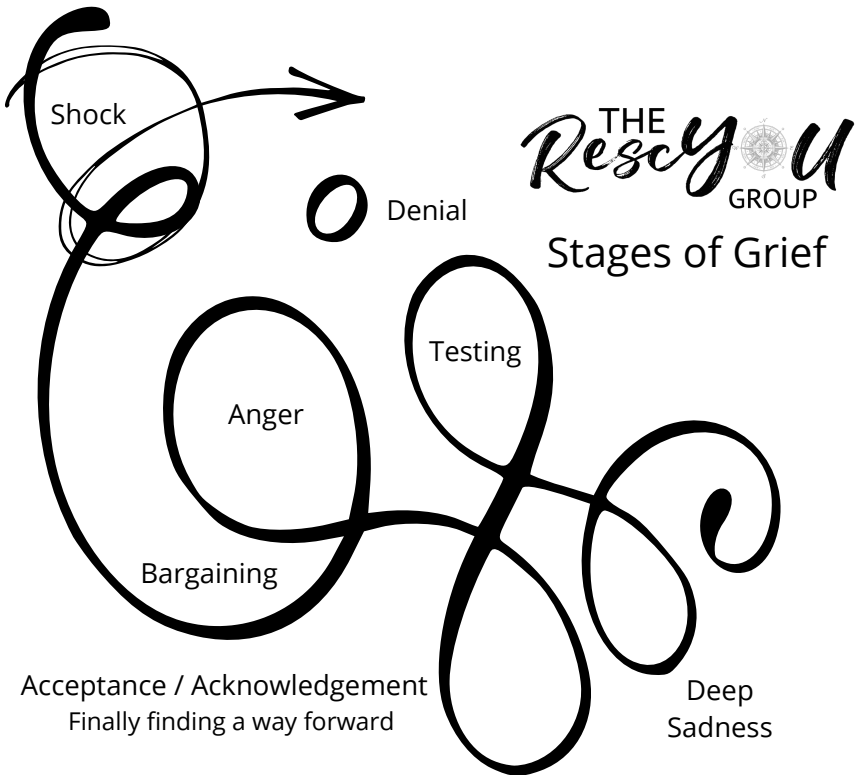 THE
RescYOU
GROUP
Stages of Grief
Shock
Denial
Testing
Anger
Bargaining
Acceptance / Acknowledgement
Finally finding a way forward
Deep
Sadness